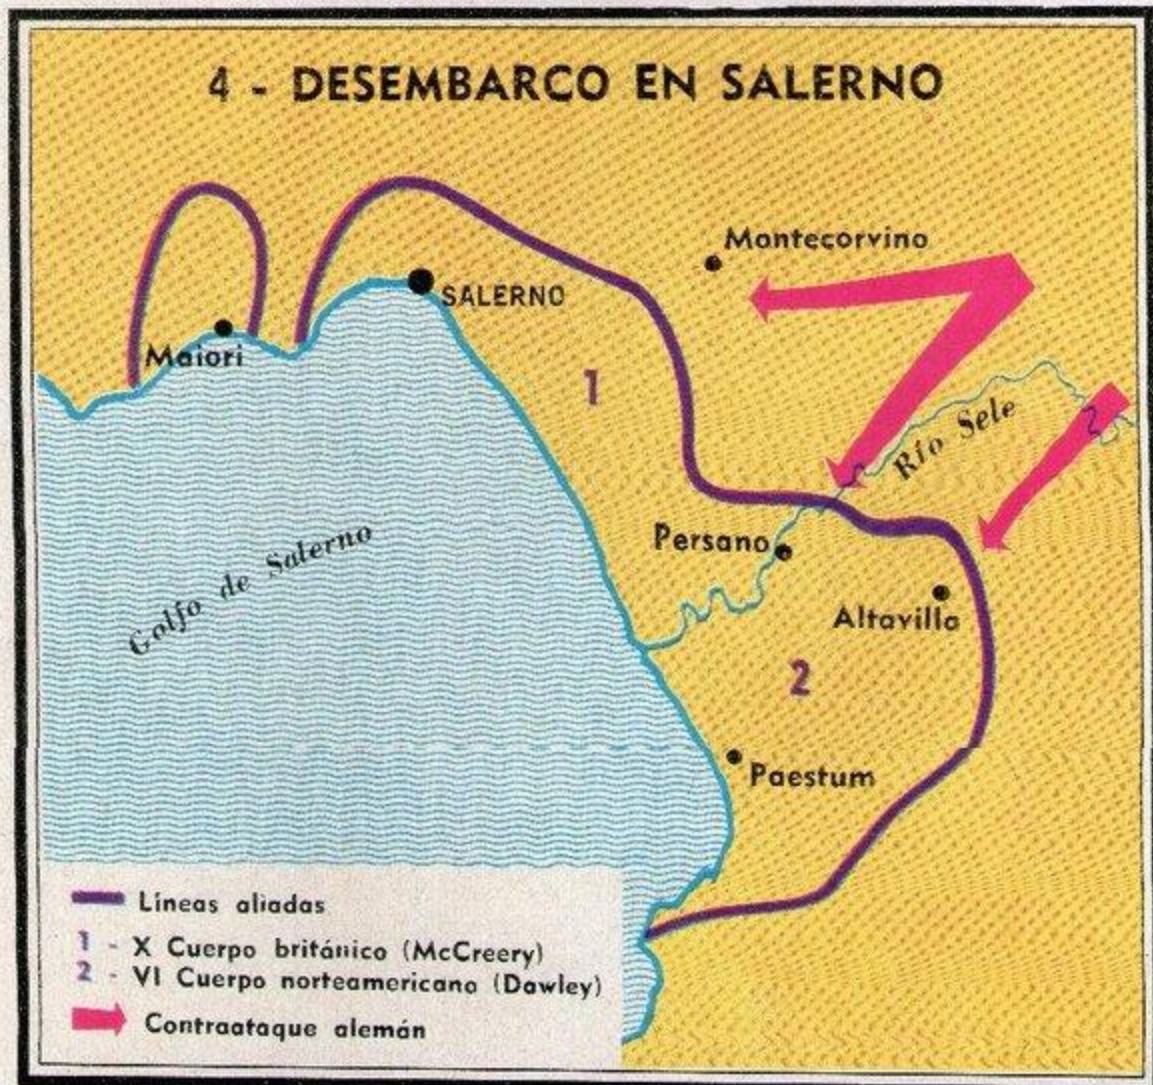 4 - DESEMBARCO EN SALERNO
Montecorvino
SALERNO
Maiori
1
Río Sele
Golfo de Salerno
Persano
Altavilla
2
Paestum
Líneas aliadas
1 - X Cuerpo británico (McCreery)
2 - VI Cuerpo norteamericano (Dawley)
Contraataque alemán